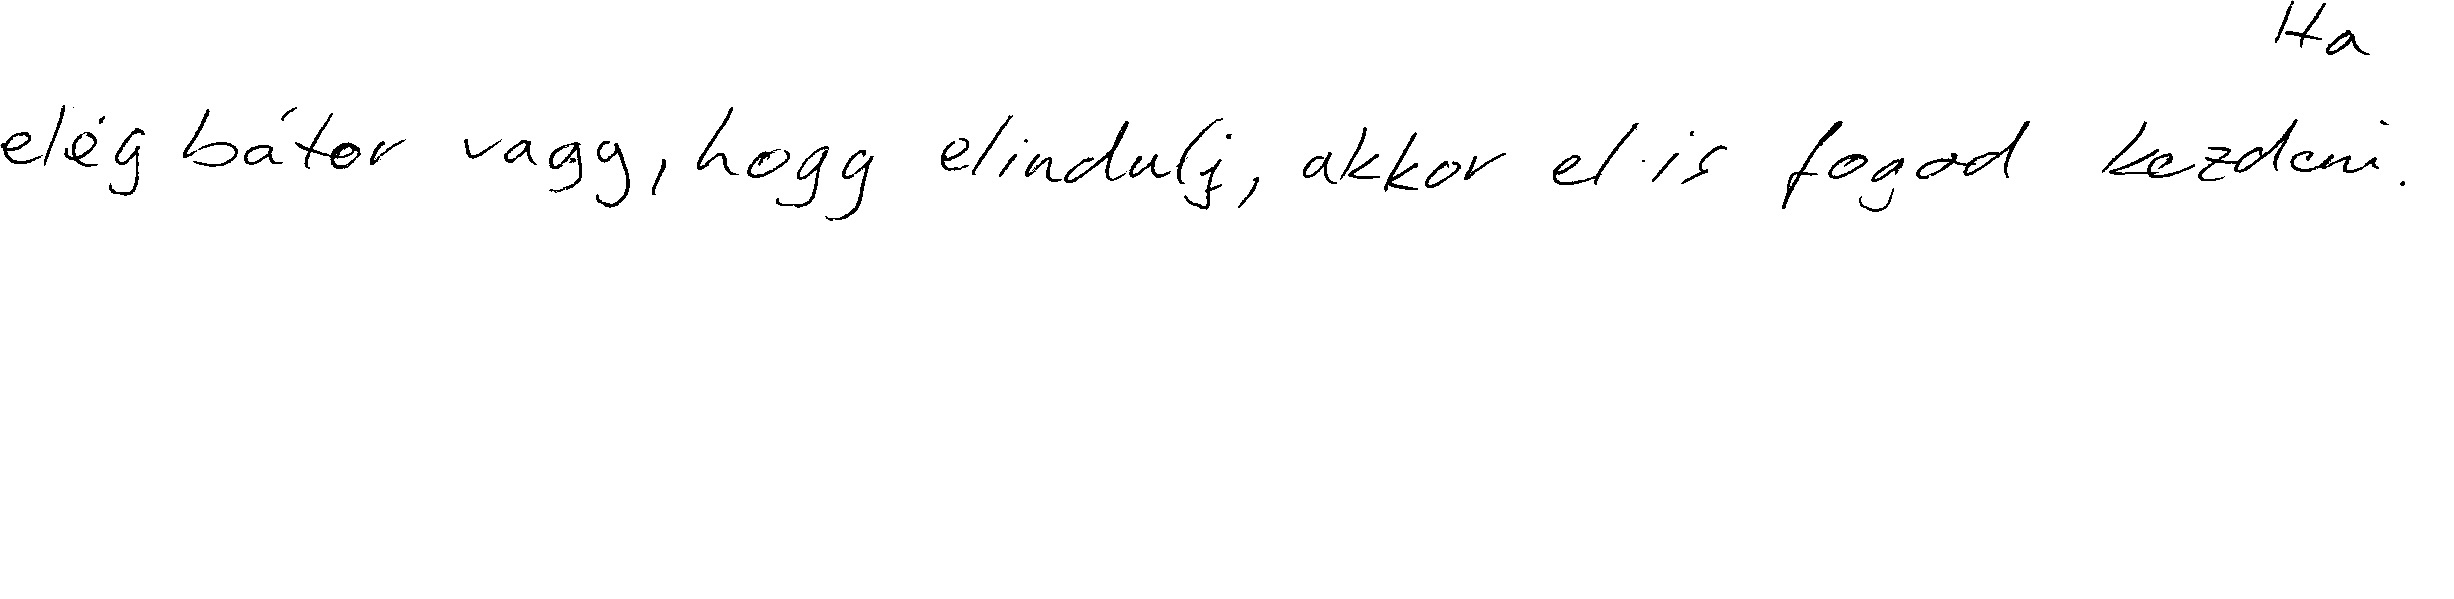 Ha
elég bátor vagy, hogy elindulj, akkor el is fogod kezdeni.